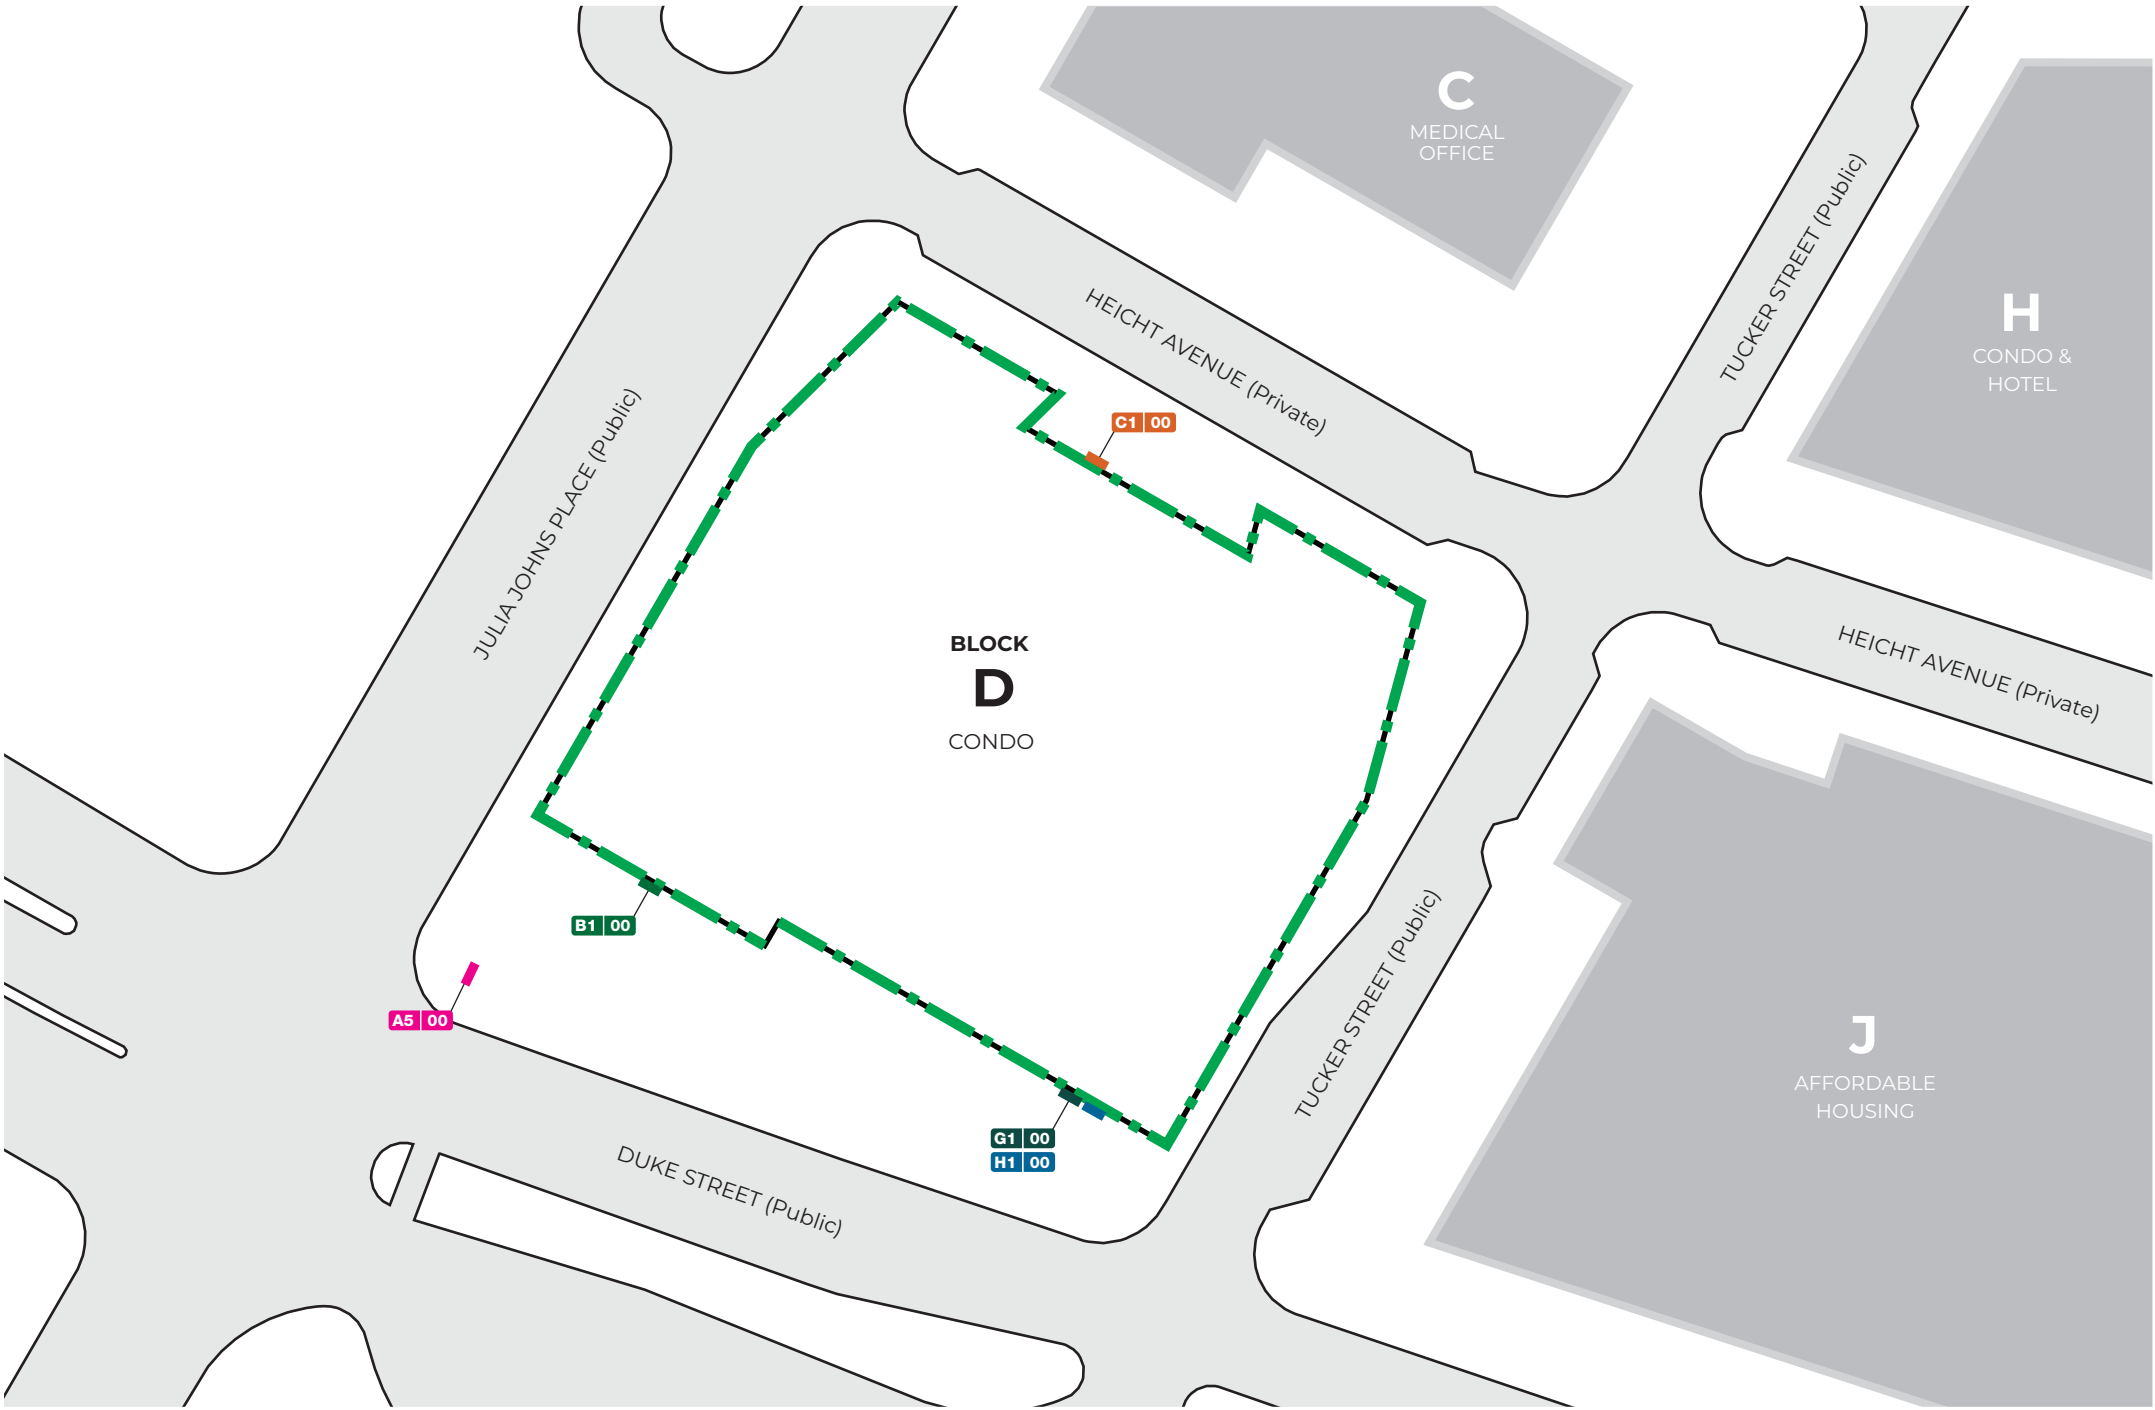 C
MEDICAL
OFFICE
TUCKER STREET (Public)
H
CONDO &
HOTEL
HEICHT AVENUE (Private)
JULIA JOHNS PLACE (Public)
C1 00
BLOCK
D
CONDO
HEICHT AVENUE (Private)
B1 00
A5 00
TUCKER STREET (Public)
J
AFFORDABLE
HOUSING
G1 00
H1 00
DUKE STREET (Public)